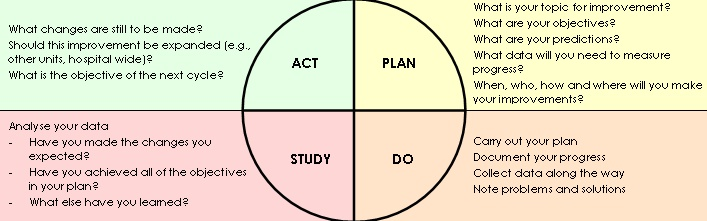 What changes are still to be made?
Should this improvement be expanded (e.g.,
other units, hospital wide)?
What is the objective of the next cycle?
ACT
PLAN
What is your topic for improvement?
What are your objectives?
What are your predictions?
What data will you need to measure
progress?
When, who, how and where will you make
your improvements?
Analyse your data
- Have you made the changes you
expected?
- Have you achieved all of the objectives
in your plan?
- What else have you learned?
STUDY
DO
Carry out your plan
Document your progress
Collect data along the way
Note problems and solutions